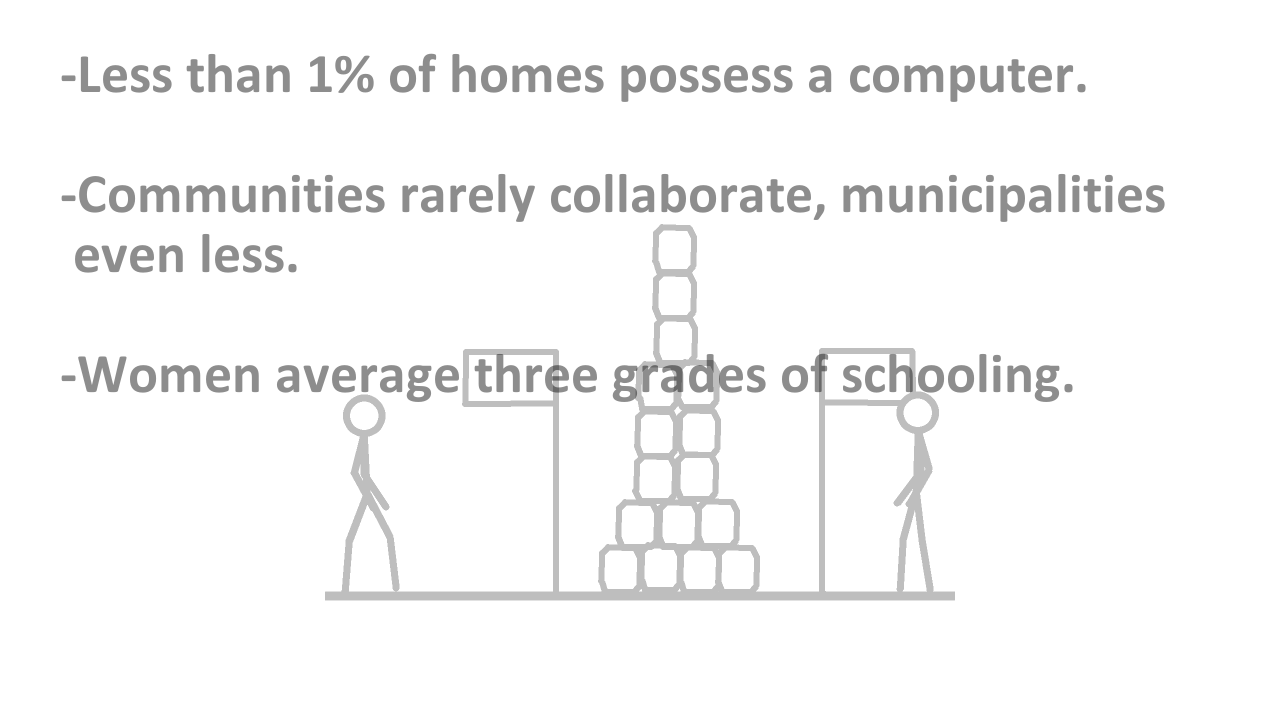 -Less than 1% of homes possess a computer.
-Communities rarely collaborate, municipalities
even less.
-Women average three grades of schooling.